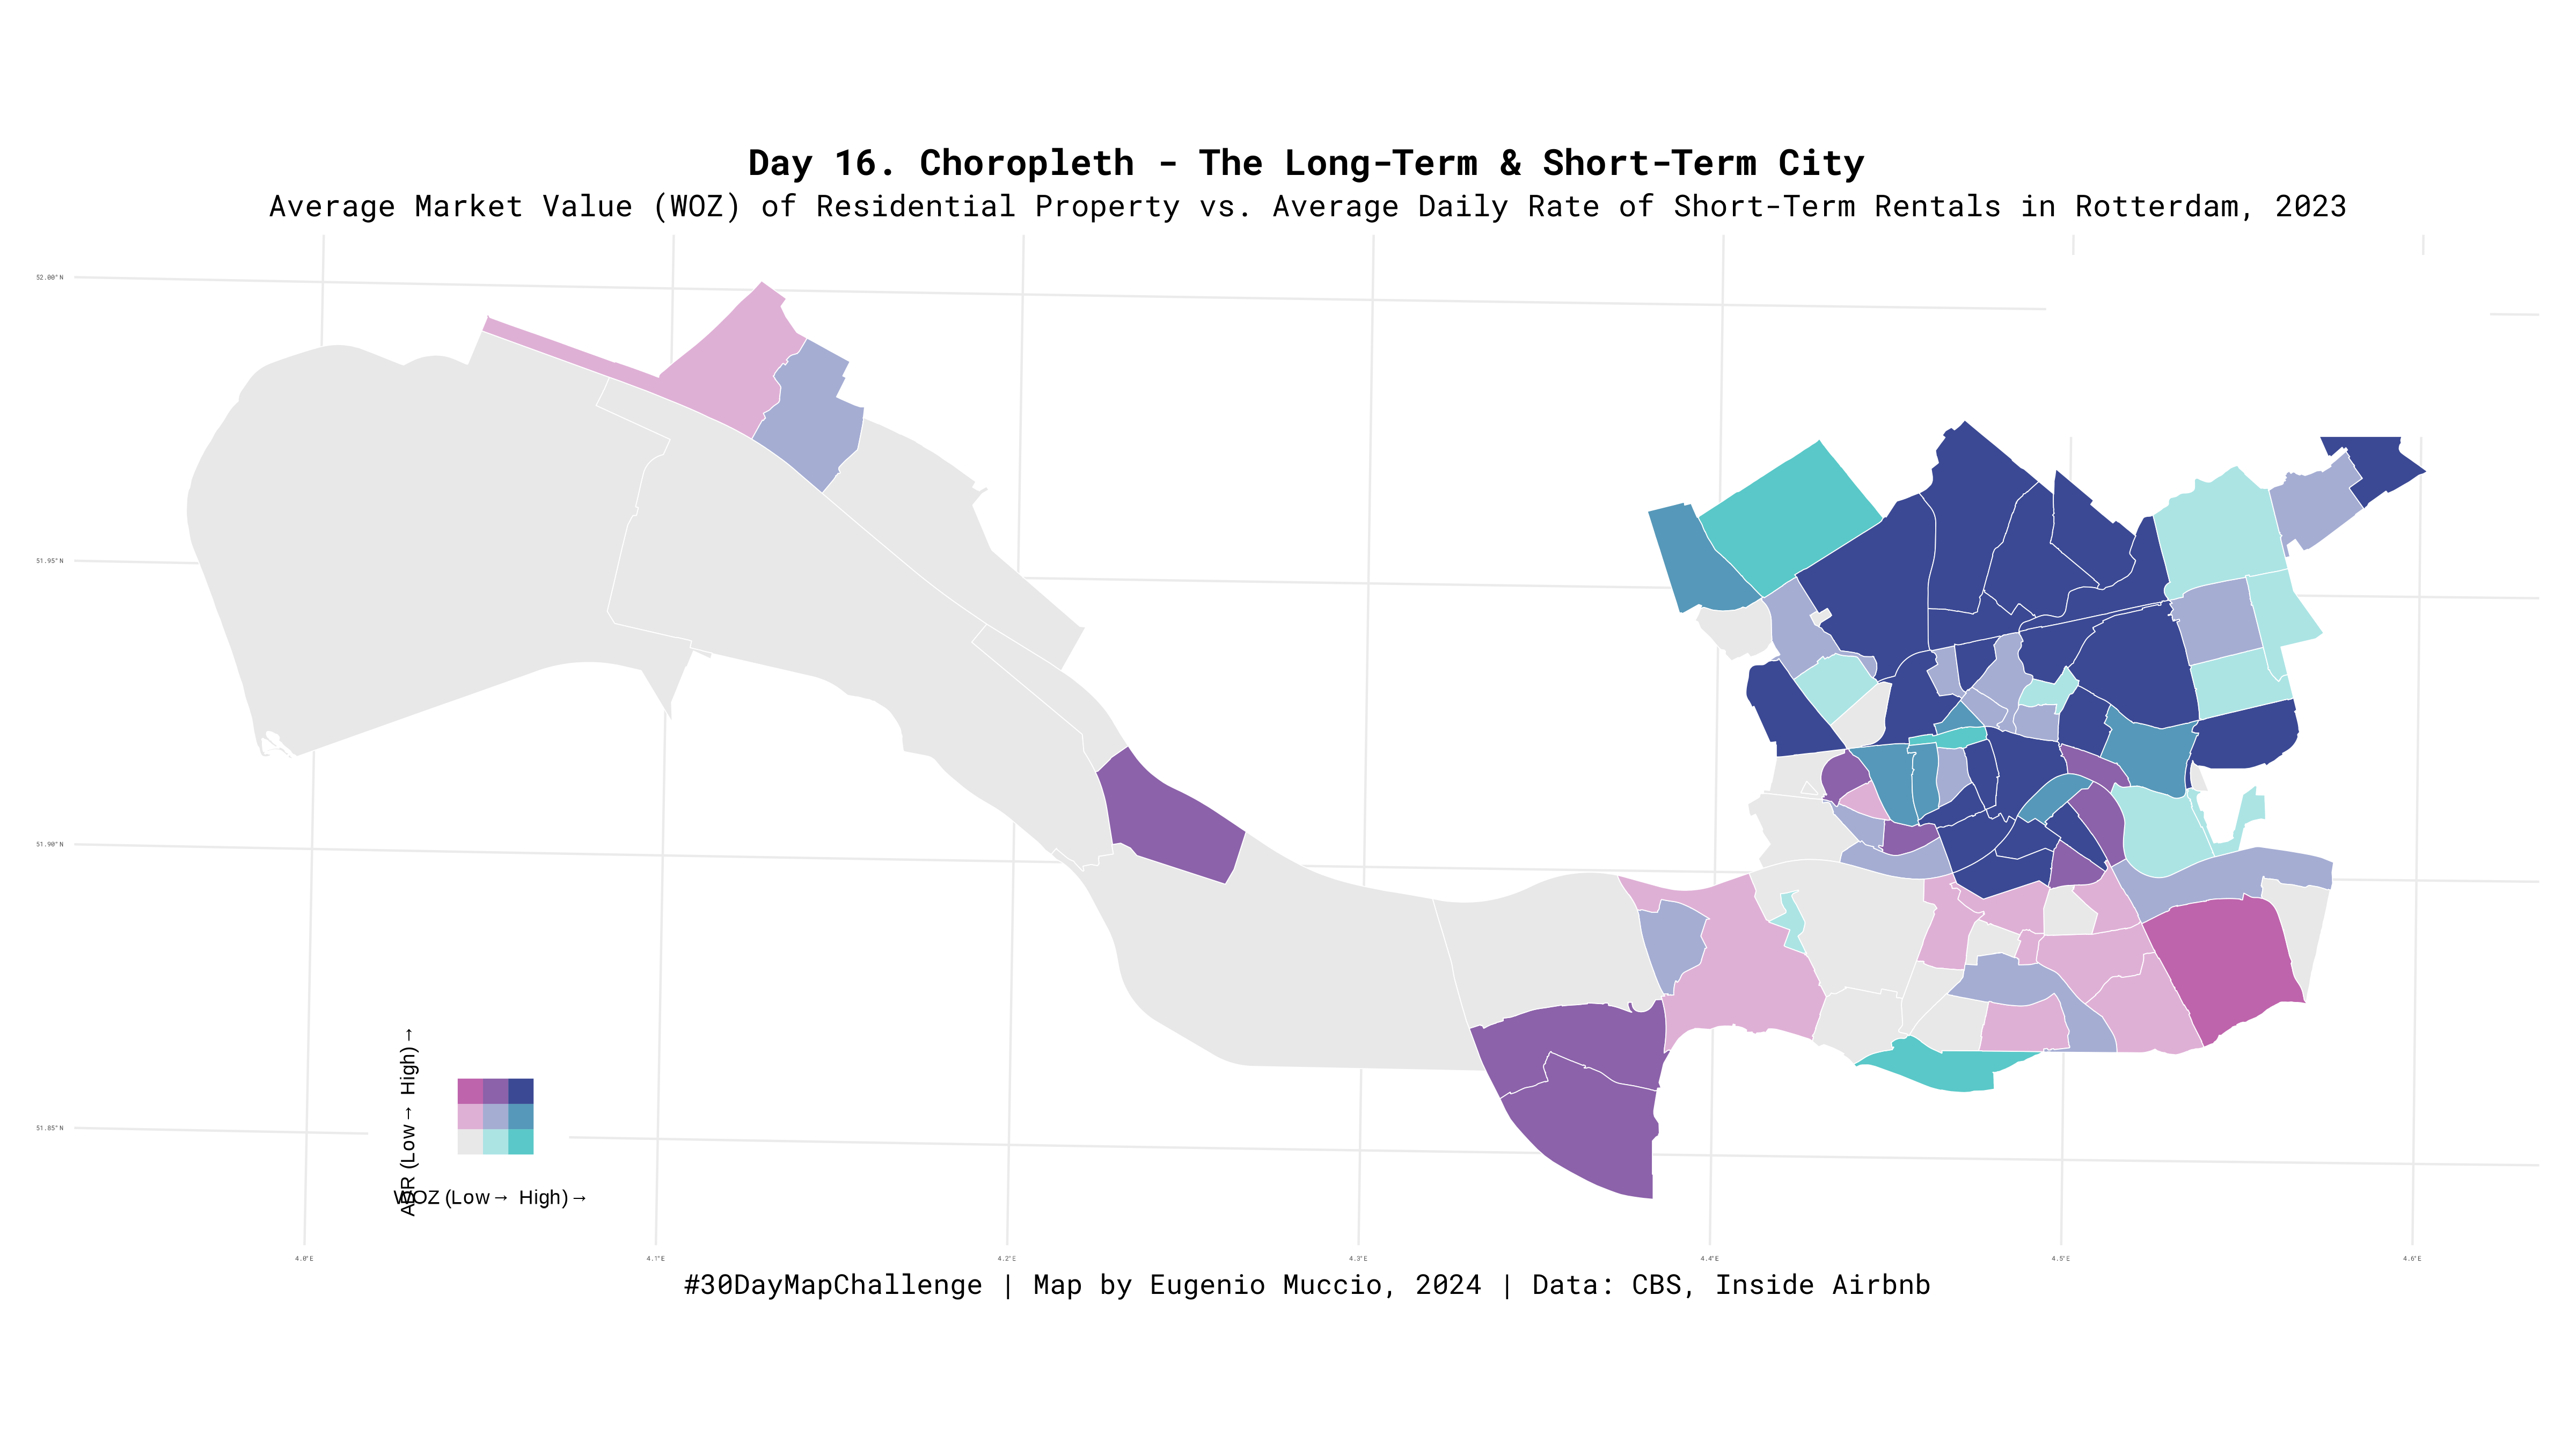 Day 16. Choropleth - The Long-Term & Short-Term City
Average Market Value (WOZ) of Residential Property vs. Average Daily Rate of Short-Term Rentals in Rotterdam, 2023
52.00°N
51.95°N
51.90°N
51.85°N
ADR (Low→ High)→
WOZ (Low→ High)→
4.0°E
4.1°E
4.2°E
4.3°E
4.4°E
4.5°E
4.6°E
#30DayMapChallenge | Map by Eugenio Muccio, 2024 | Data: CBS, Inside Airbnb